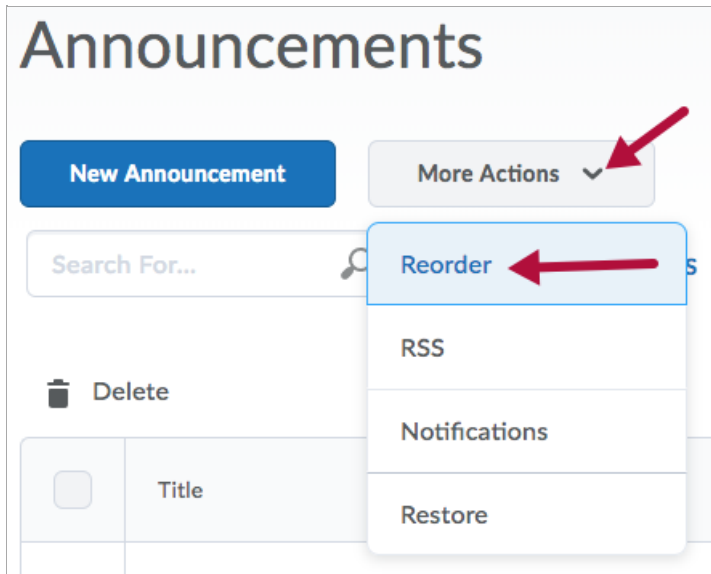 Announcements
New Announcement
More Actions
Search For...
Reorder
RSS
Delete
Notifications
Title
Restore